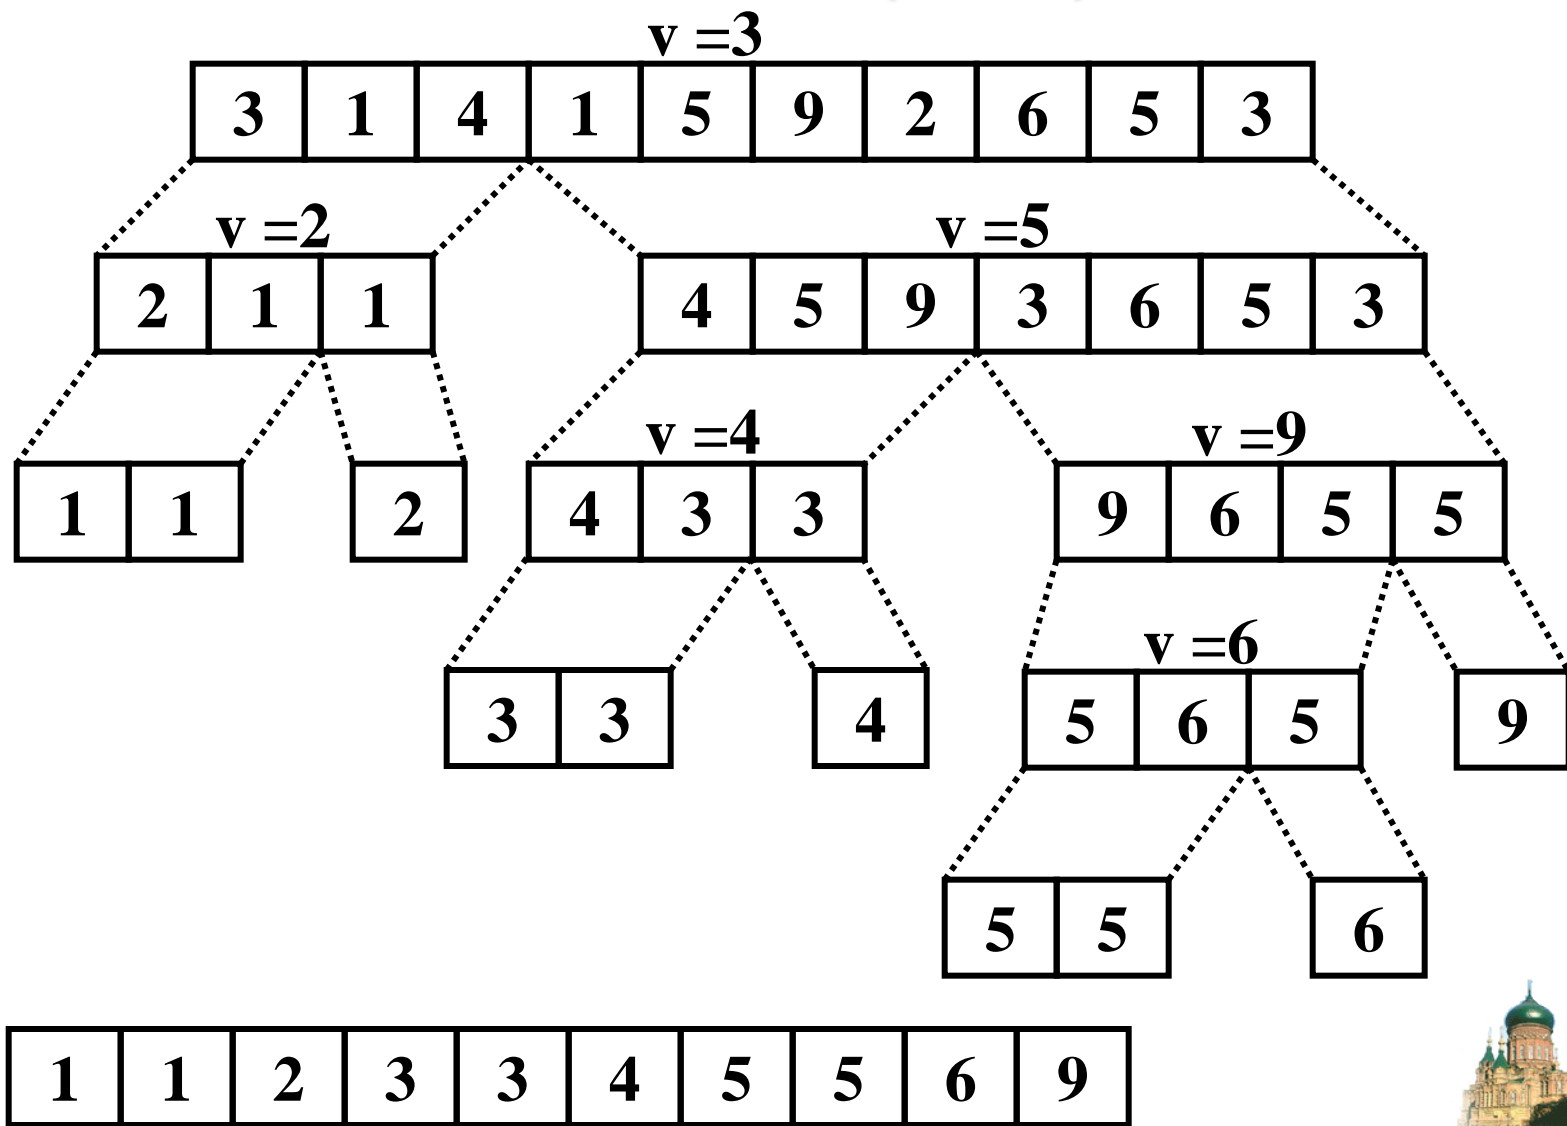 v =3
3 1 4 1 5 9 2 6 5 3
v =2 v =5
2 1 1 4 5 9 3 6 5 3
v =4 v =9
1 1 2 4 3 3 9 6 5 5
v =6
3 3 4 5 6 5 9
5 5 6
1 1 2 3 3 4 5 5 6 9